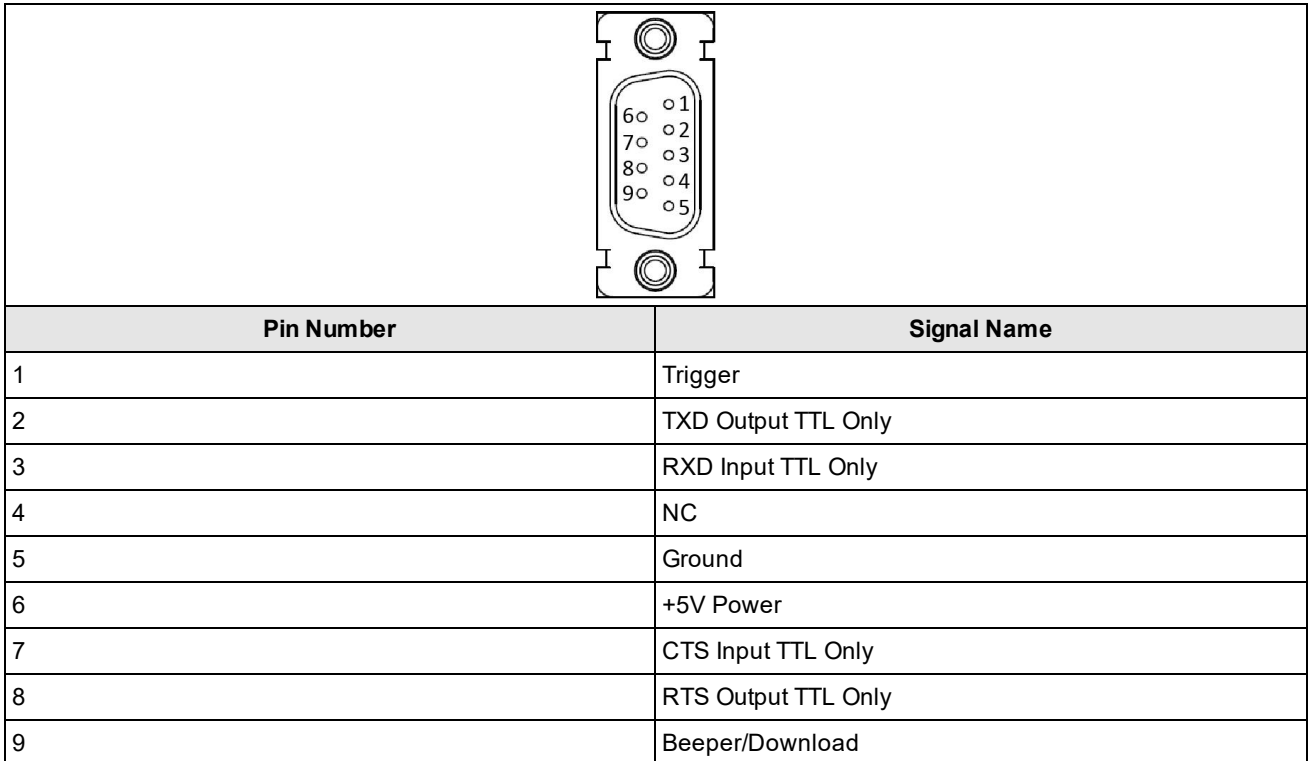 1
6
2
7
3
8
4
9
5
Pin Number Signal Name
1 Trigger
2 TXD Output TTL Only
3 RXD Input TTL Only
4 NC
5 Ground
6 +5V Power
7 CTS Input TTL Only
8 RTS Output TTL Only
9 Beeper/Download